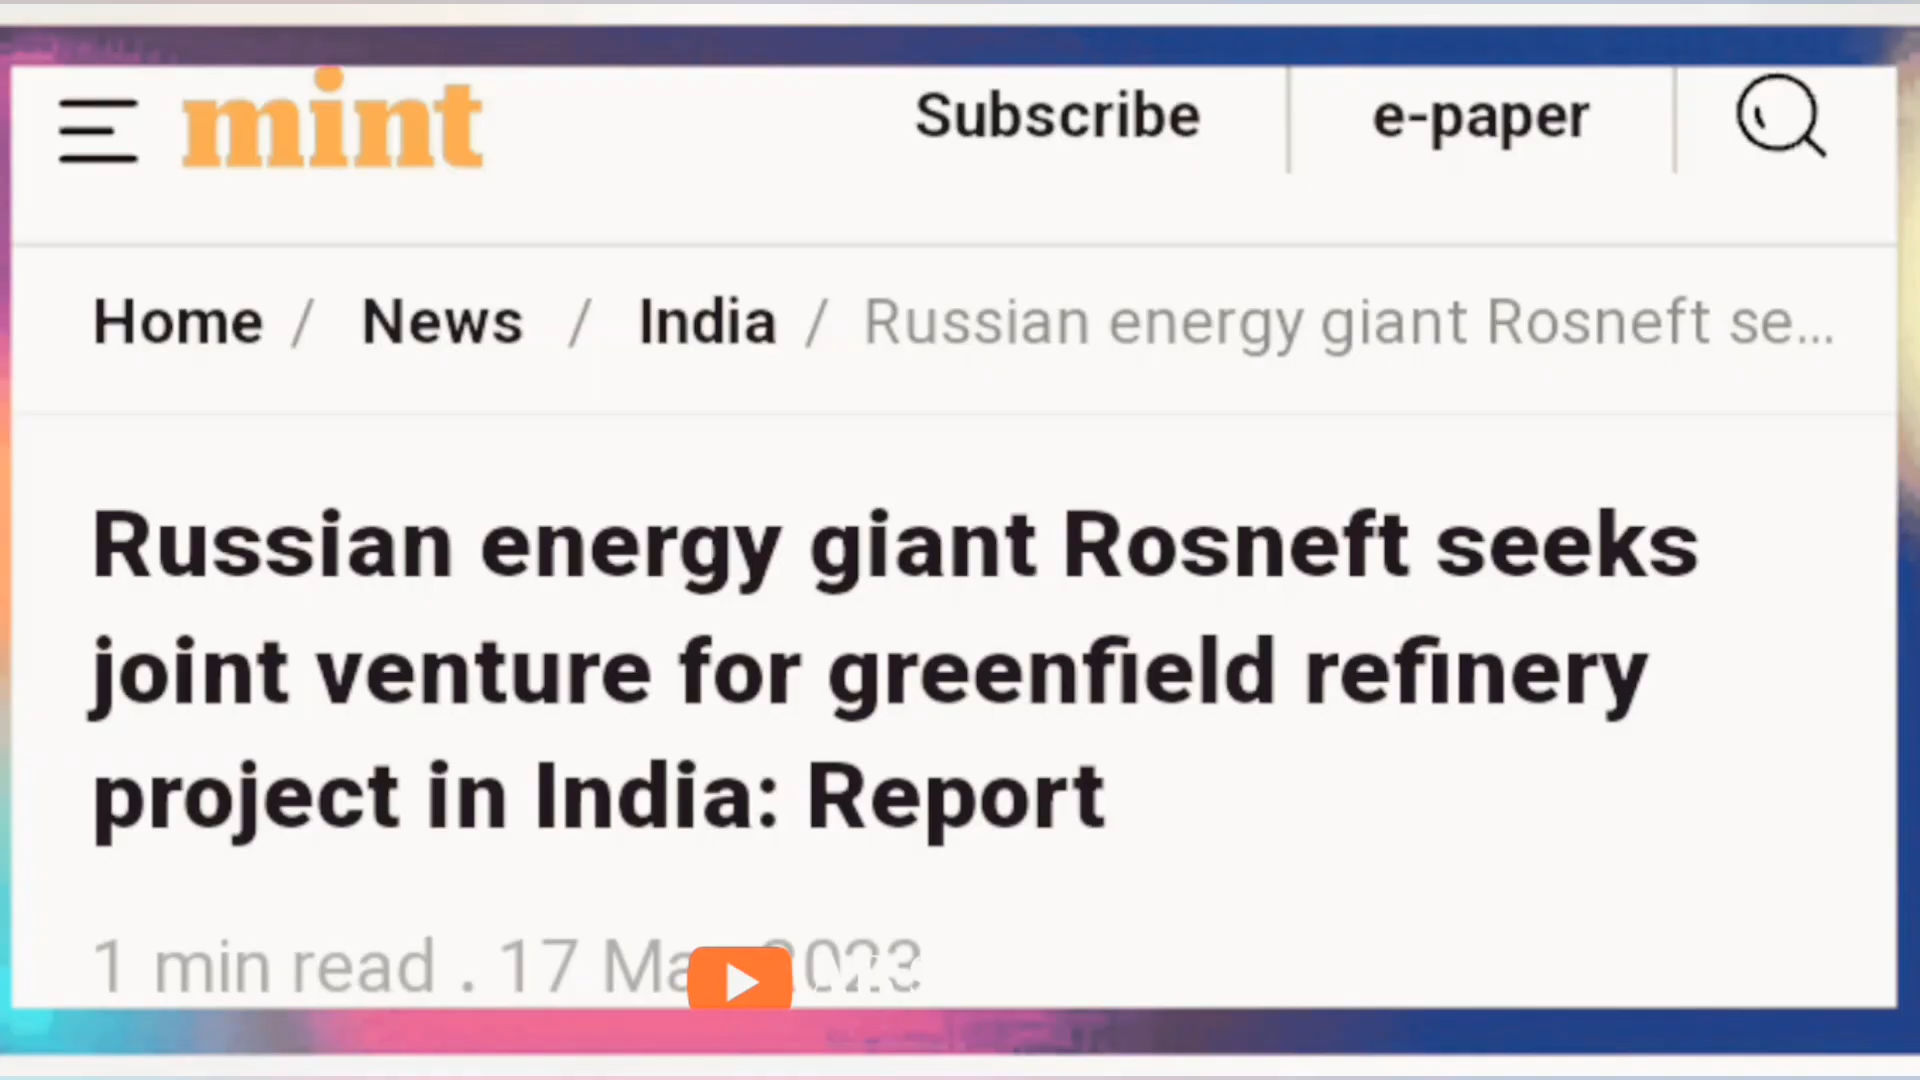 mint
Subscribe
e-paper
Home / News / India / Russian energy giant Rosneft se...
Russian energy giant Rosneft seeks
joint venture for greenfield refinery
project in India: Report
1 min read . 17 2023